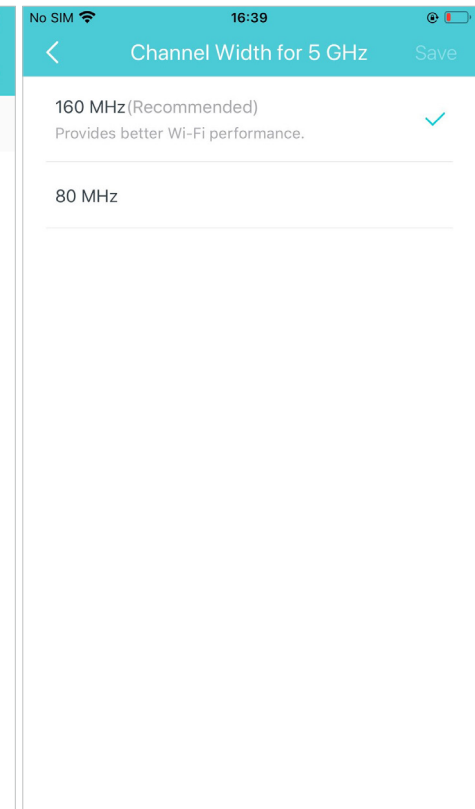 No SIM 16:39
Channel Width for 5 GHz Save
160 MHz(Recommended)
Provides better Wi-Fi performance.
80 MHz